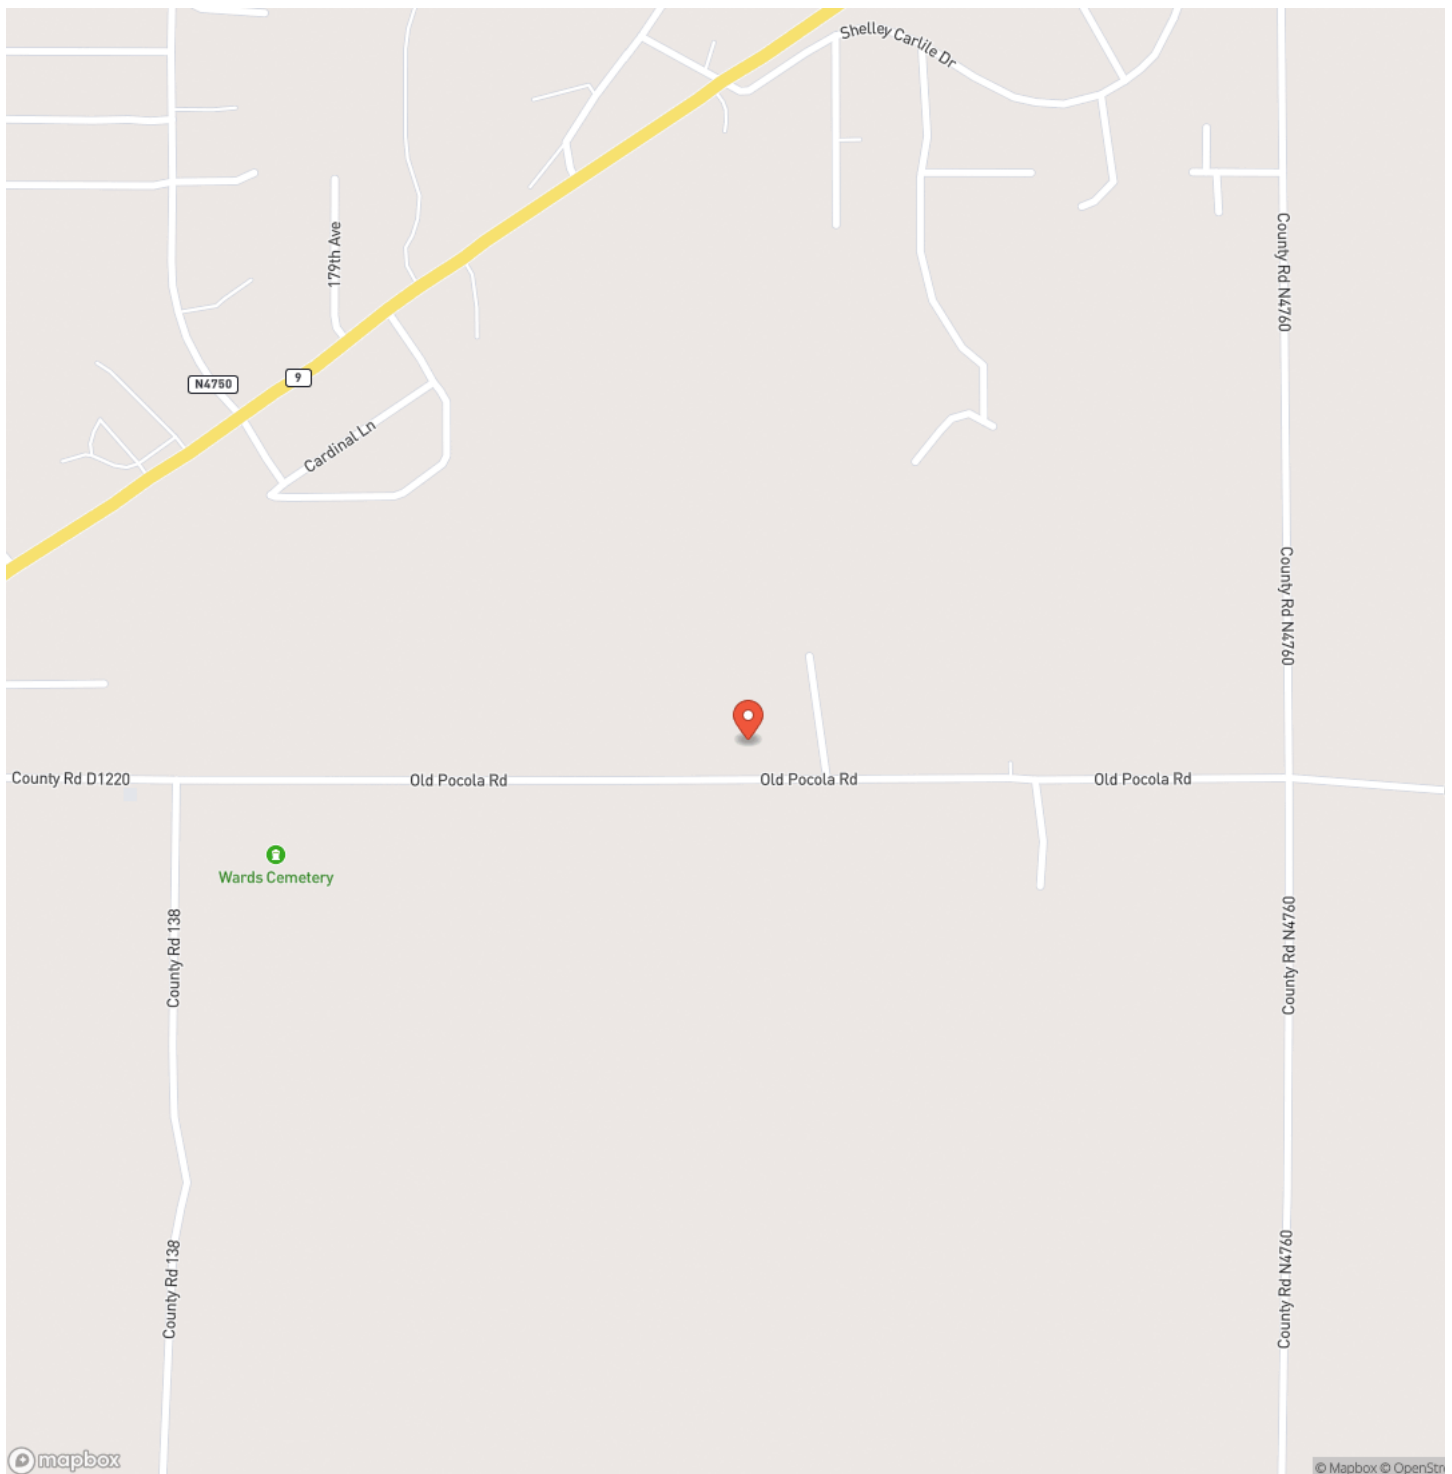 Shelley Carlile Dr
179th Ave
County Rd N4760
N4750
9
Cardinal Ln
County Rd N4760
County Rd D1220
Old Pocola Rd
Old Pocola Rd
Old Pocola Rd
Wards Cemetery
County Rd 138
County Rd N4760
County Rd 138
County Rd N4760
mapbox
© Mapbox © OpenStre